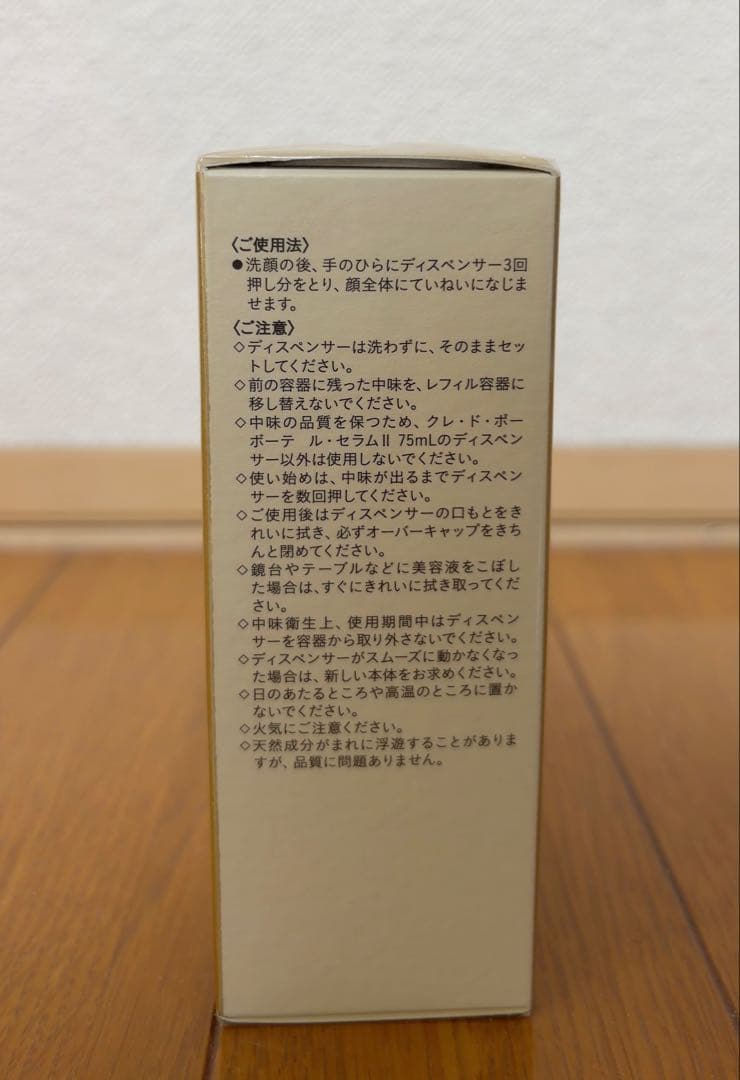 〈ご使用法〉
●洗顔の後、手のひらにディスペンサー3回
押し分をとり、顔全体にていねいになじま
せます。
〈ご注意〉
◇ディスペンサーは洗わずに、そのままセッ
トしてください。
◇前の容器に残った中味を、レフィル容器に
移し替えないでください。
◇中味の品質を保つため、クレ・ド・ポー
ボーテ ル・セラムⅡ 75mLのディスペン
サー以外は使用しないでください。
◇使い始めは、中味が出るまでディスペン
サーを数回押してください。
◇ご使用後はディスペンサーの口もとをき
れいに拭き、必ずオーバーキャップをきち
んと閉めてください。
◇鏡台やテーブルなどに美容液をこぼし
た場合は、すぐにきれいに拭き取ってくだ
さい。
◇中味衛生上、使用期間中はディスペン
サーを容器から取り外さないでください。
◇ディスペンサーがスムーズに動かなくなっ
た場合は、新しい本体をお求めください。
◇日のあたるところや高温のところに置か
ないでください。
◇火気にご注意ください。
◇天然成分がまれに浮遊することがありま
すが、品質に問題ありません。